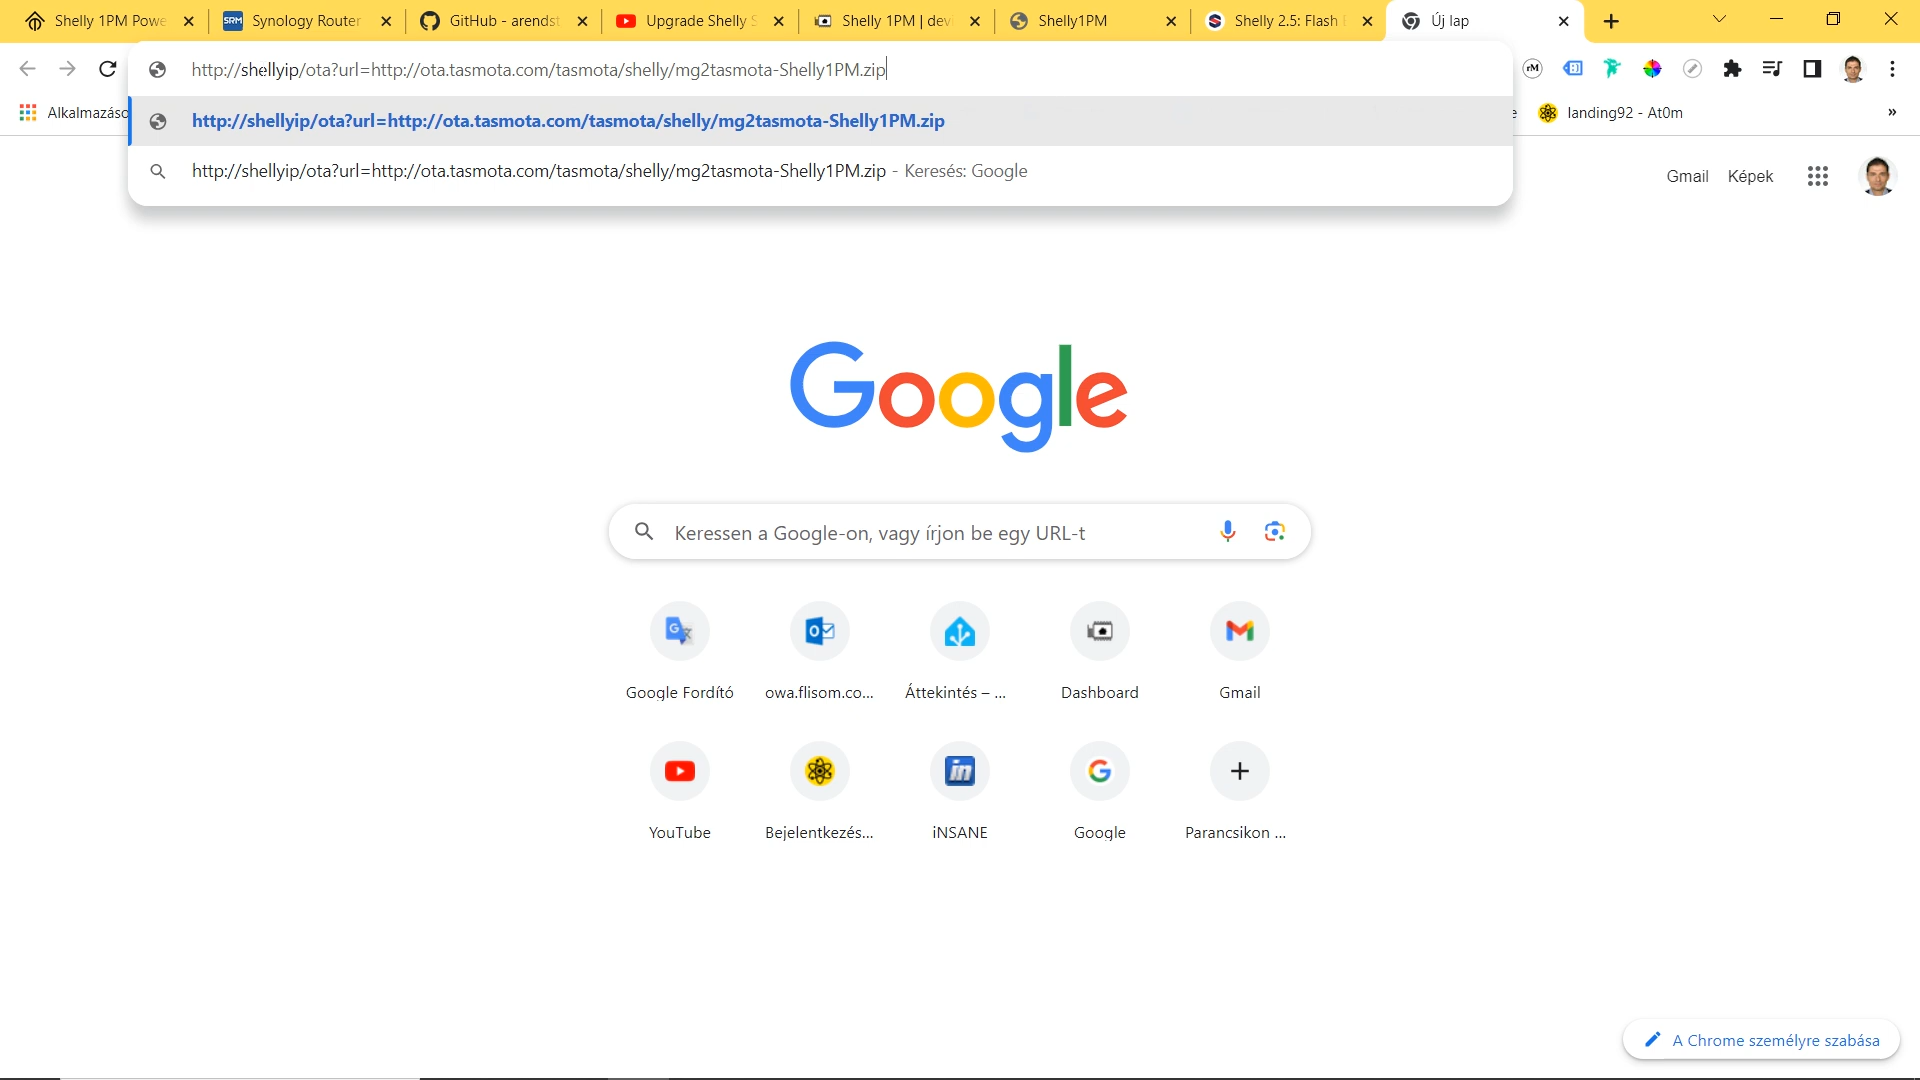 Shelly 1PM Powe
Synology Router
GitHub - arendst
Upgrade Shelly S
Shelly 1PM | devi
Shelly1PM
Shelly 2.5: Flash
Új lap
http://shellyip/ota?url=http://ota.tasmota.com/tasmota/shelly/mg2tasmota-Shelly1PM.zip
rM
Alkalmazáso
http://shellyip/ota?url=http://ota.tasmota.com/tasmota/shelly/mg2tasmota-Shelly1PM.zip
e
landing92 - At0m
»
http://shellyip/ota?url=http://ota.tasmota.com/tasmota/shelly/mg2tasmota-Shelly1PM.zip - Keresés: Google
Gmail Képek
Google
Keressen a Google-on, vagy írjon be egy URL-t
Google Fordító
owa.flisom.co...
Áttekintés – ...
Dashboard
Gmail
YouTube
Bejelentkezés...
iNSANE
Google
Parancsikon ...
A Chrome személyre szabása